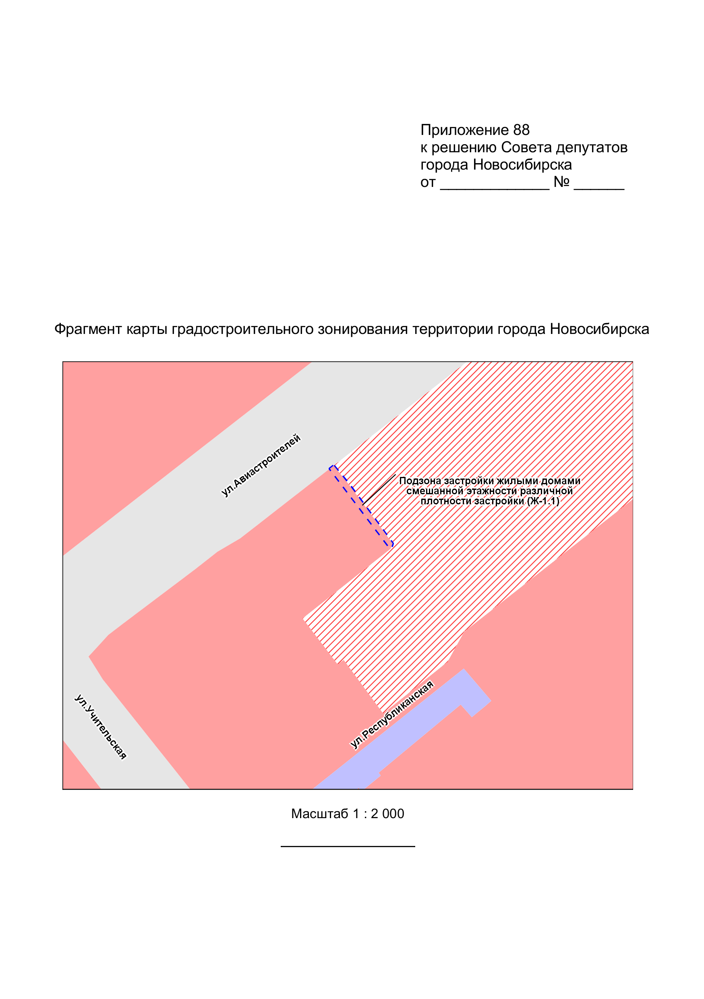 Приложение 88
к решению Совета депутатов
города Новосибирска
от _____________ № ______
Фрагмент карты градостроительного зонирования территории города Новосибирска
ул.Авиастроителей
Подзона застройки жилыми домами
смешанной этажности различной
плотности застройки (Ж-1.1)
ул.Республиканская
ул.Учительская
Масштаб 1 : 2 000